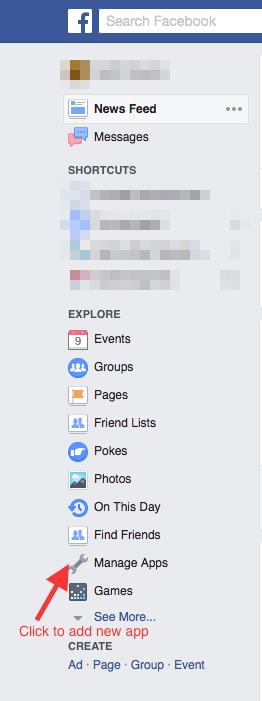 f Search Facebook
News Feed
Messages
SHORTCUTS
EXPLORE
9 Events
Groups
Pages
Friend Lists
Pokes
Photos
On This Day
Find Friends
Manage Apps
Games
See More...
Click to add new app
CREATE
Ad · Page · Group · Event